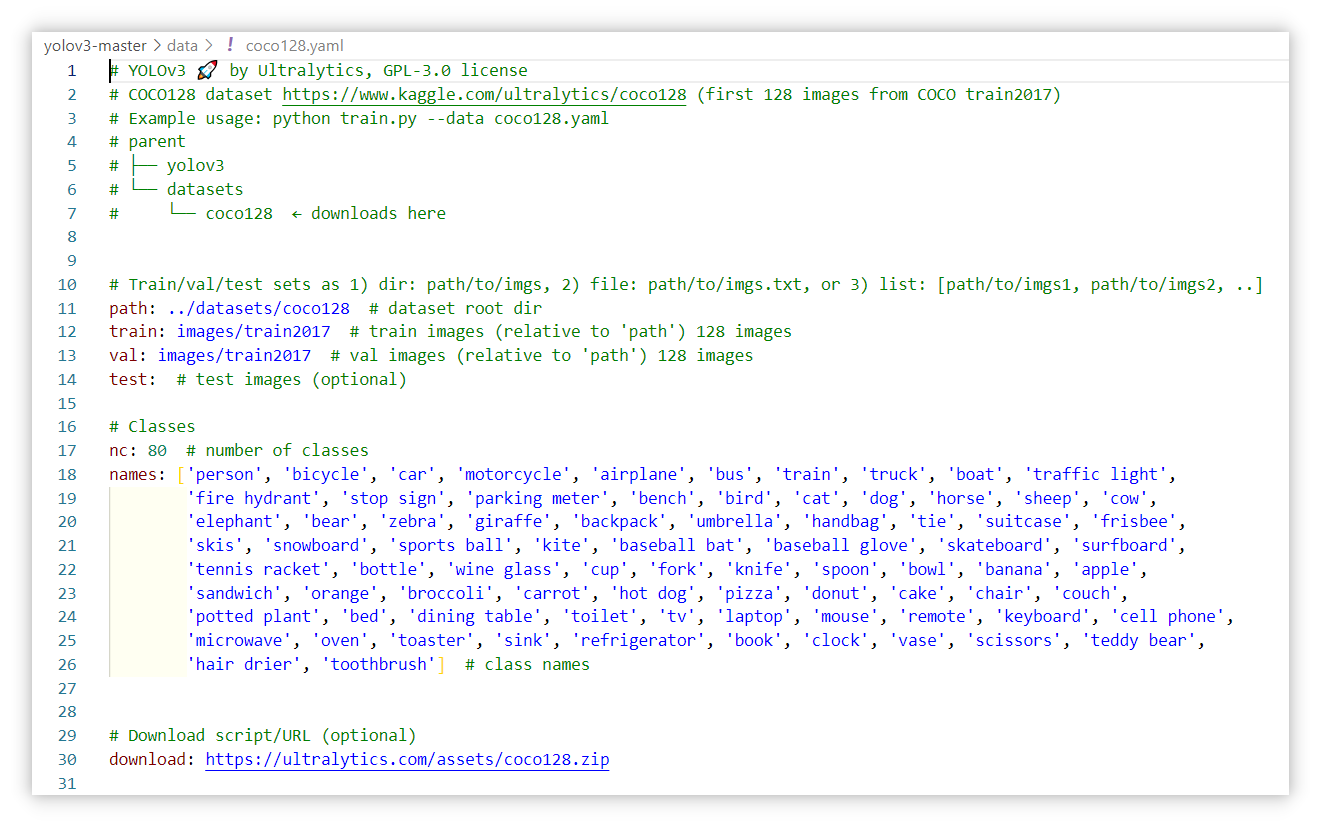 yolov3-master > data > ! coco128.yaml
1 # YOLOv3 🚀 by Ultralytics, GPL-3.0 license
2 # COCO128 dataset https://www.kaggle.com/ultralytics/coco128 (first 128 images from COCO train2017)
3 # Example usage: python train.py --data coco128.yaml
4 # parent
5 # ├── yolov3
6 # └── datasets
7 #     └── coco128  ← downloads here
8
9
10 # Train/val/test sets as 1) dir: path/to/imgs, 2) file: path/to/imgs.txt, or 3) list: [path/to/imgs1, path/to/imgs2, ..]
11 path: ../datasets/coco128  # dataset root dir
12 train: images/train2017  # train images (relative to 'path') 128 images
13 val: images/train2017  # val images (relative to 'path') 128 images
14 test:  # test images (optional)
15
16 # Classes
17 nc: 80  # number of classes
18 names: ['person', 'bicycle', 'car', 'motorcycle', 'airplane', 'bus', 'train', 'truck', 'boat', 'traffic light',
19         'fire hydrant', 'stop sign', 'parking meter', 'bench', 'bird', 'cat', 'dog', 'horse', 'sheep', 'cow',
20         'elephant', 'bear', 'zebra', 'giraffe', 'backpack', 'umbrella', 'handbag', 'tie', 'suitcase', 'frisbee',
21         'skis', 'snowboard', 'sports ball', 'kite', 'baseball bat', 'baseball glove', 'skateboard', 'surfboard',
22         'tennis racket', 'bottle', 'wine glass', 'cup', 'fork', 'knife', 'spoon', 'bowl', 'banana', 'apple',
23         'sandwich', 'orange', 'broccoli', 'carrot', 'hot dog', 'pizza', 'donut', 'cake', 'chair', 'couch',
24         'potted plant', 'bed', 'dining table', 'toilet', 'tv', 'laptop', 'mouse', 'remote', 'keyboard', 'cell phone',
25         'microwave', 'oven', 'toaster', 'sink', 'refrigerator', 'book', 'clock', 'vase', 'scissors', 'teddy bear',
26         'hair drier', 'toothbrush']  # class names
27
28
29 # Download script/URL (optional)
30 download: https://ultralytics.com/assets/coco128.zip
31